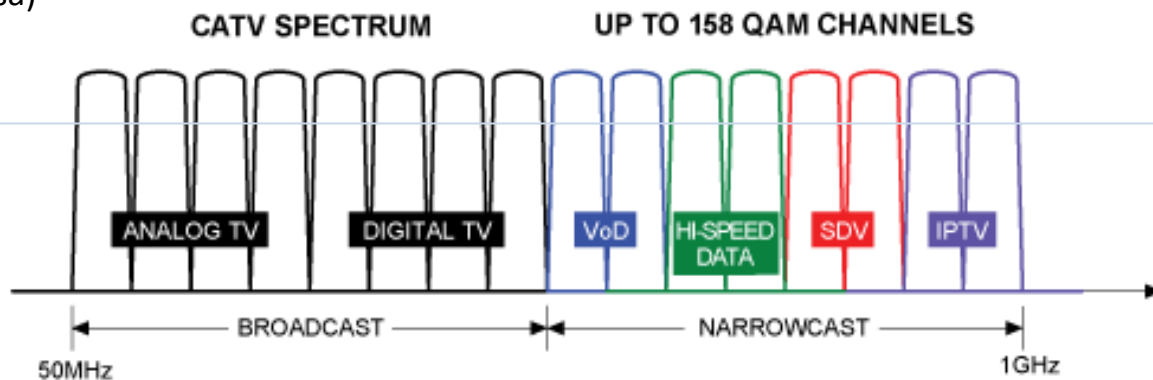 CATV SPECTRUM
UP TO 158 QAM CHANNELS
ANALOG TV
DIGITAL TV
VoD
HI-SPEED
DATA
SDV
IPTV
BROADCAST
NARROWCAST
50MHz
1GHz